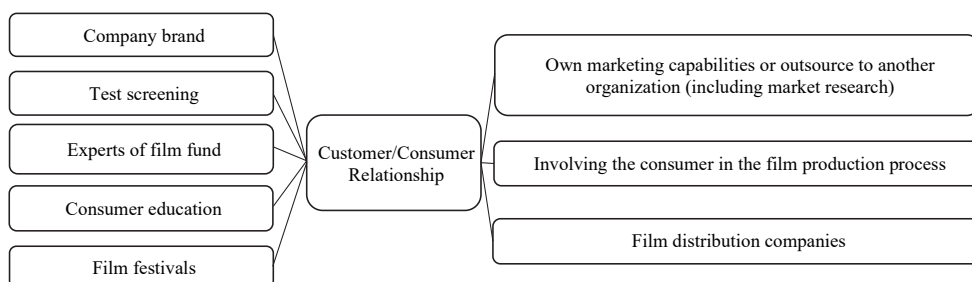 Company brand
Test screening
Experts of film fund
Consumer education
Film festivals
Customer/Consumer
Relationship
Own marketing capabilities or outsource to another
organization (including market research)
Involving the consumer in the film production process
Film distribution companies